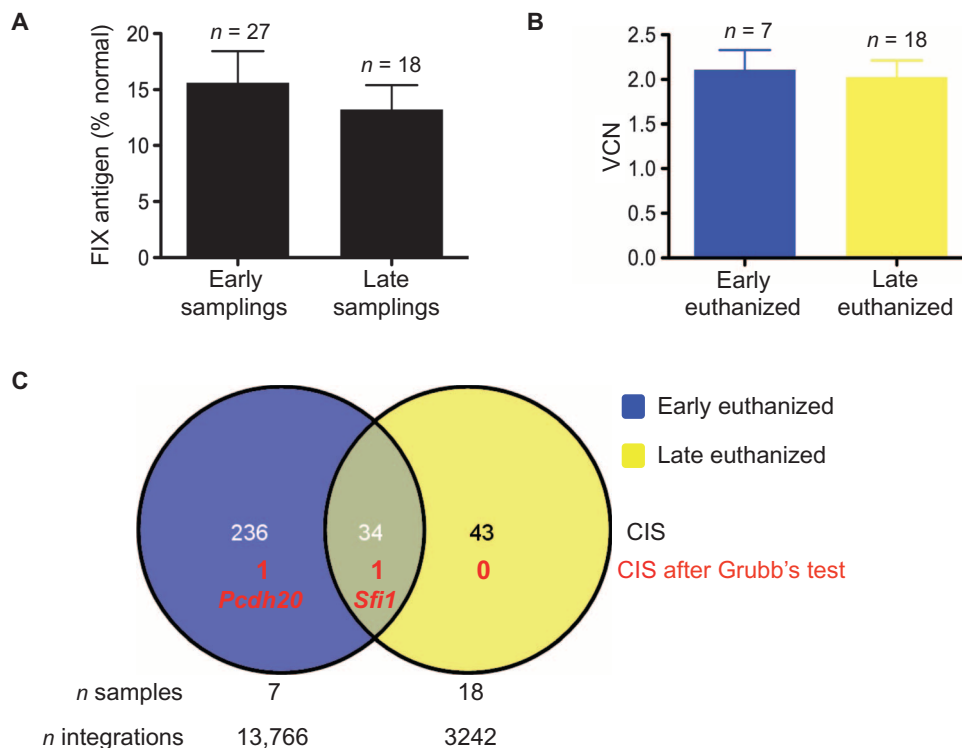 A
FIX antigen (% normal)
20
15
10
5
0
n = 27
n = 18
Early
samplings
Late
samplings
B
VCN
2.5
2.0
1.5
1.0
0.5
0.0
n = 7
n = 18
Early
euthanized
Late
euthanized
C
Early euthanized
Late euthanized
236 34 43 CIS
1 1 0 CIS after Grubb's test
Pcdh20 Sfi1
n samples 7 18
n integrations 13,766 3242